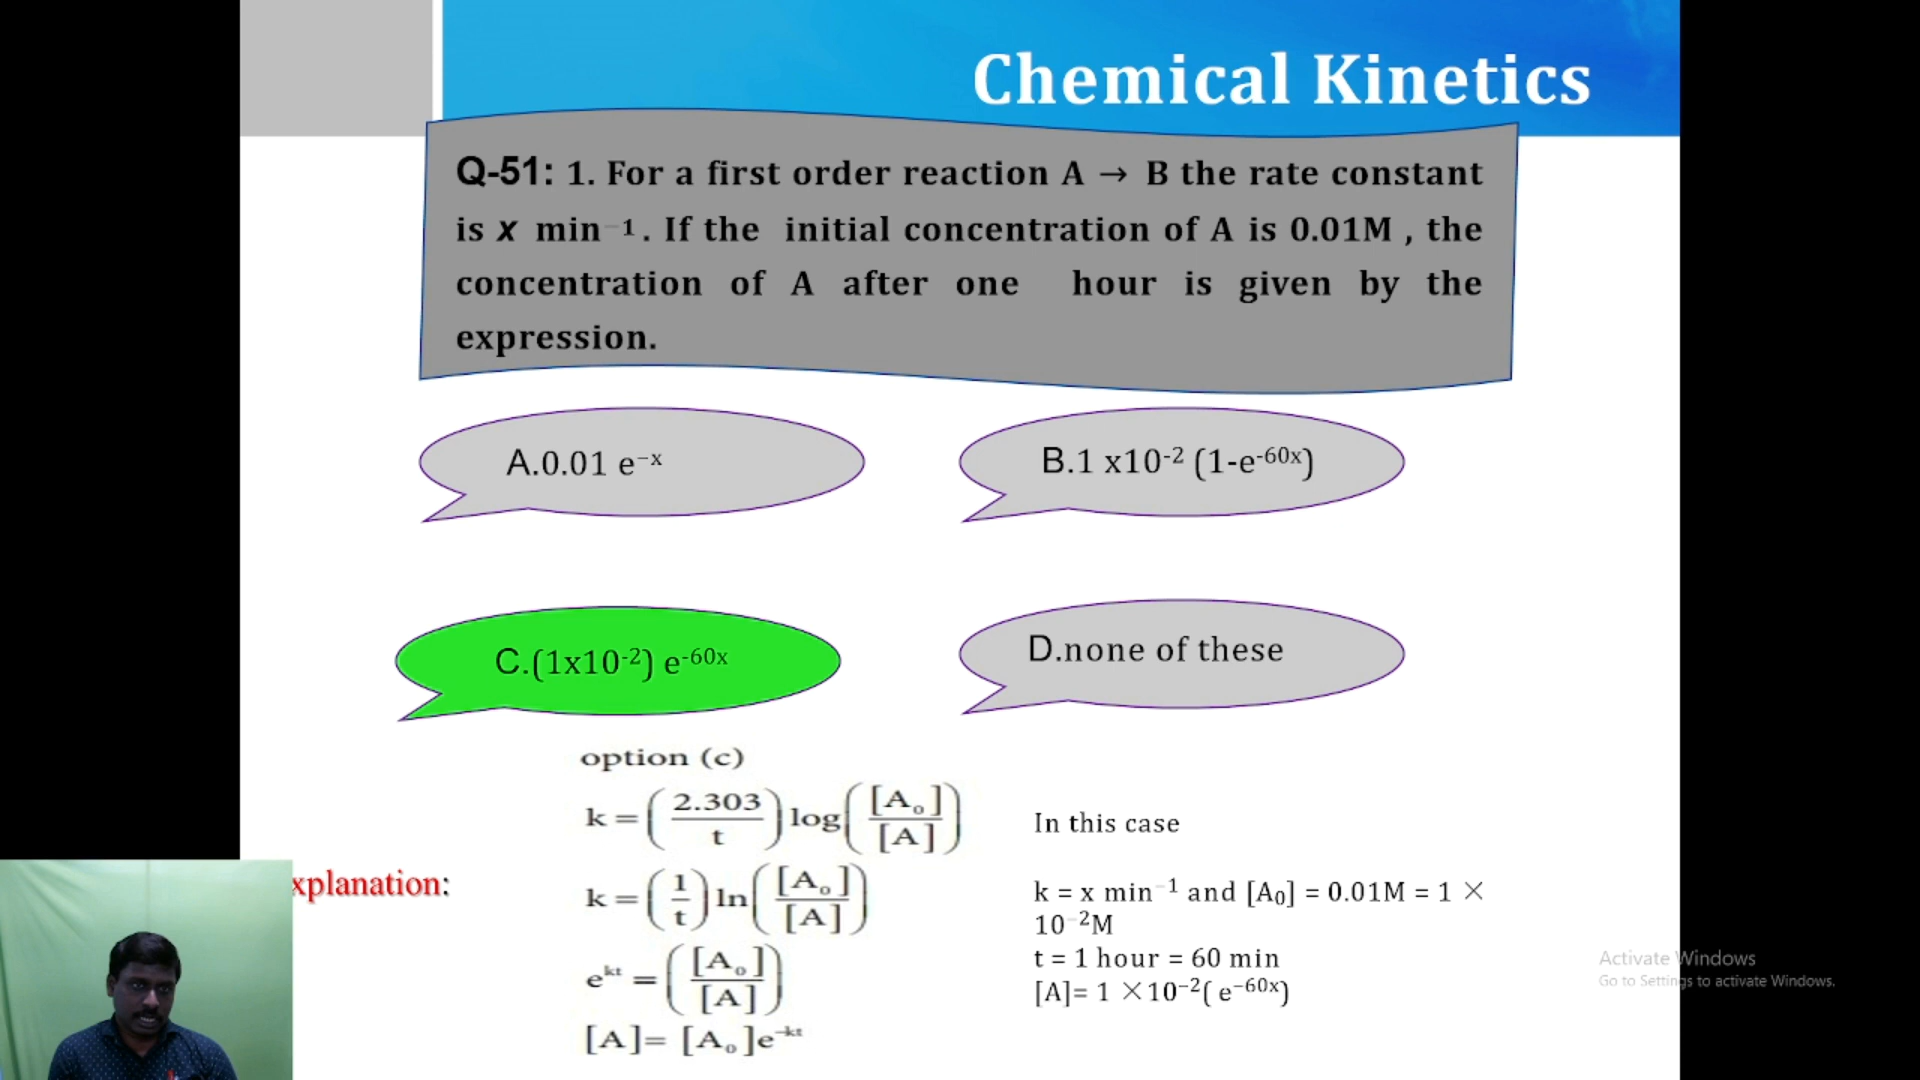 Chemical Kinetics
Q-51: 1. For a first order reaction A → B the rate constant
is x min⁻¹. If the initial concentration of A is 0.01M , the
concentration of A after one hour is given by the
expression.
A.0.01 e⁻ˣ
B.1 x10⁻² (1-e⁻⁶⁰ˣ)
C.(1x10⁻²) e⁻⁶⁰ˣ
D.none of these
option (c)
k = (2.303/t) log([A₀]/[A])
k = (1/t) ln([A₀]/[A])
eᵏᵗ = ([A₀]/[A])
[A]= [A₀]e⁻ᵏᵗ
xplanation:
In this case
k = x min⁻¹ and [A₀] = 0.01M = 1 ×
10⁻²M
t = 1 hour = 60 min
[A]= 1 ×10⁻²( e⁻⁶⁰ˣ)
Activate Windows
Go to Settings to activate Windows.